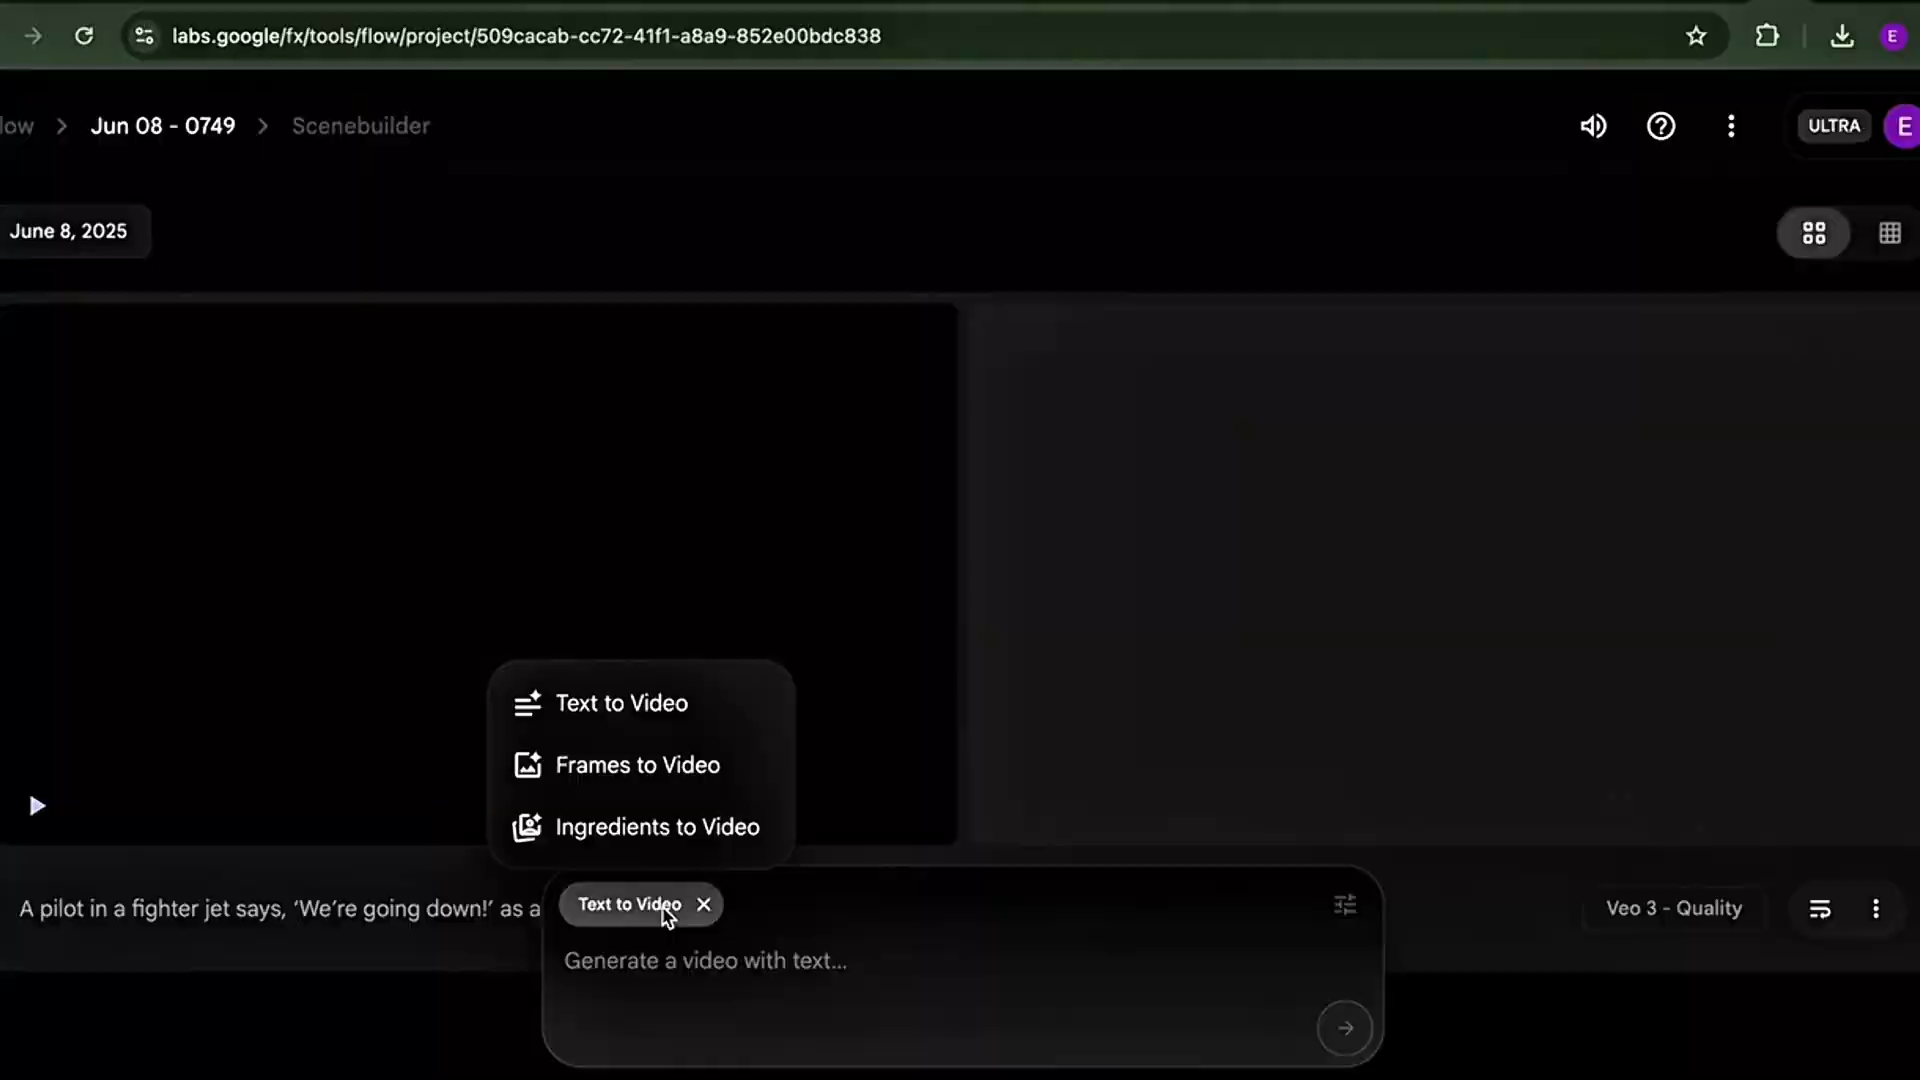 labs.google/fx/tools/flow/project/509cacab-cc72-41f1-a8a9-852e00bdc838
E
low > Jun 08 - 0749 > Scenebuilder
ULTRA
E
June 8, 2025
Text to Video
Frames to Video
Ingredients to Video
A pilot in a fighter jet says, ‘We’re going down!’ as a
Text to Video
Veo 3 - Quality
Generate a video with text...